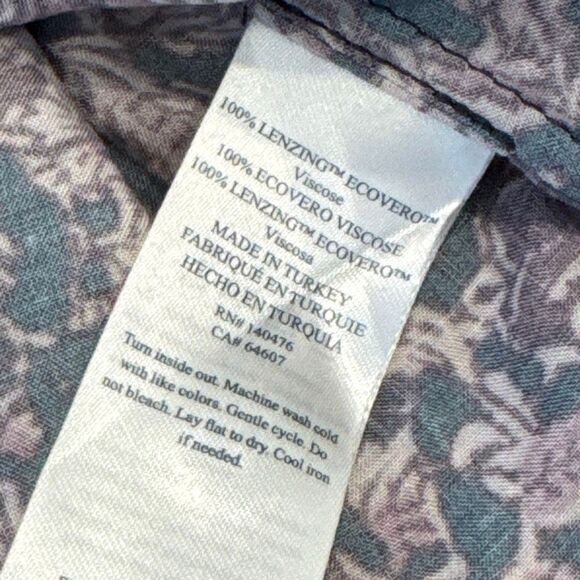 100% LENZING™ ECOVERO™
Viscose
100% ECOVERO VISCOSE
100% LENZING™ ECOVERO™
Viscosa
MADE IN TURKEY
FABRIQUÉ EN TURQUIE
HECHO EN TURQUIA
RN# 140476
CA# 64607
Turn inside out. Machine wash cold
with like colors. Gentle cycle. Do
not bleach. Lay flat to dry. Cool iron
if needed.